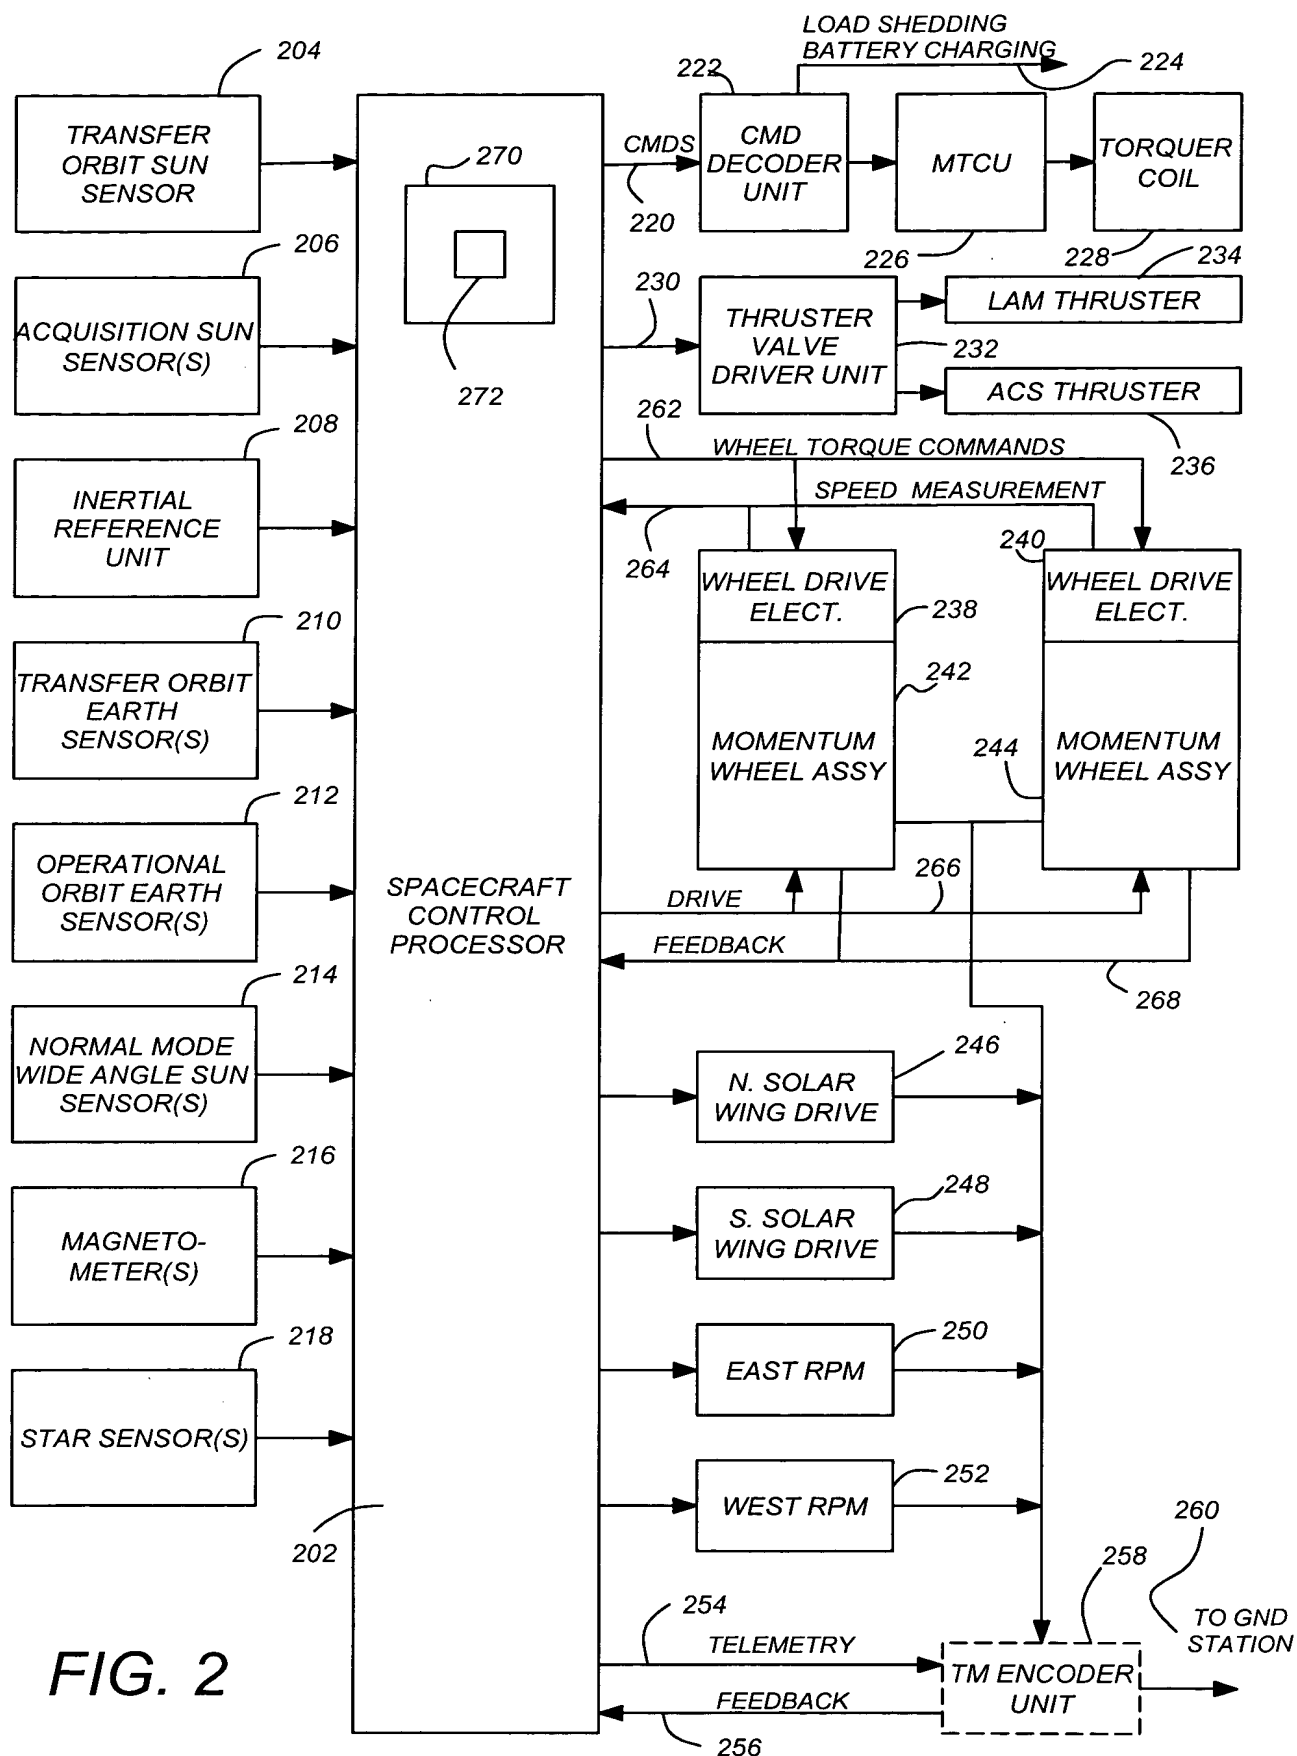 LOAD SHEDDING
BATTERY CHARGING
204
222
224
TRANSFER
ORBIT SUN
SENSOR
270
CMDS
220
CMD
DECODER
UNIT
MTCU
TORQUER
COIL
226
228
206
234
ACQUISITION SUN
SENSOR(S)
272
230
THRUSTER
VALVE
DRIVER UNIT
232
LAM THRUSTER
ACS THRUSTER
236
208
262
WHEEL TORQUE COMMANDS
SPEED MEASUREMENT
264
INERTIAL
REFERENCE
UNIT
240
WHEEL DRIVE
ELECT.
238
WHEEL DRIVE
ELECT.
210
242
TRANSFER ORBIT
EARTH
SENSOR(S)
MOMENTUM
WHEEL ASSY
244
MOMENTUM
WHEEL ASSY
212
OPERATIONAL
ORBIT EARTH
SENSOR(S)
SPACECRAFT
CONTROL
PROCESSOR
DRIVE
266
FEEDBACK
268
214
NORMAL MODE
WIDE ANGLE SUN
SENSOR(S)
N. SOLAR
WING DRIVE
246
216
MAGNETO-
METER(S)
S. SOLAR
WING DRIVE
248
218
STAR SENSOR(S)
EAST RPM
250
WEST RPM
252
202
260
258
254
TELEMETRY
TO GND
STATION
TM ENCODER
UNIT
FEEDBACK
256
FIG. 2